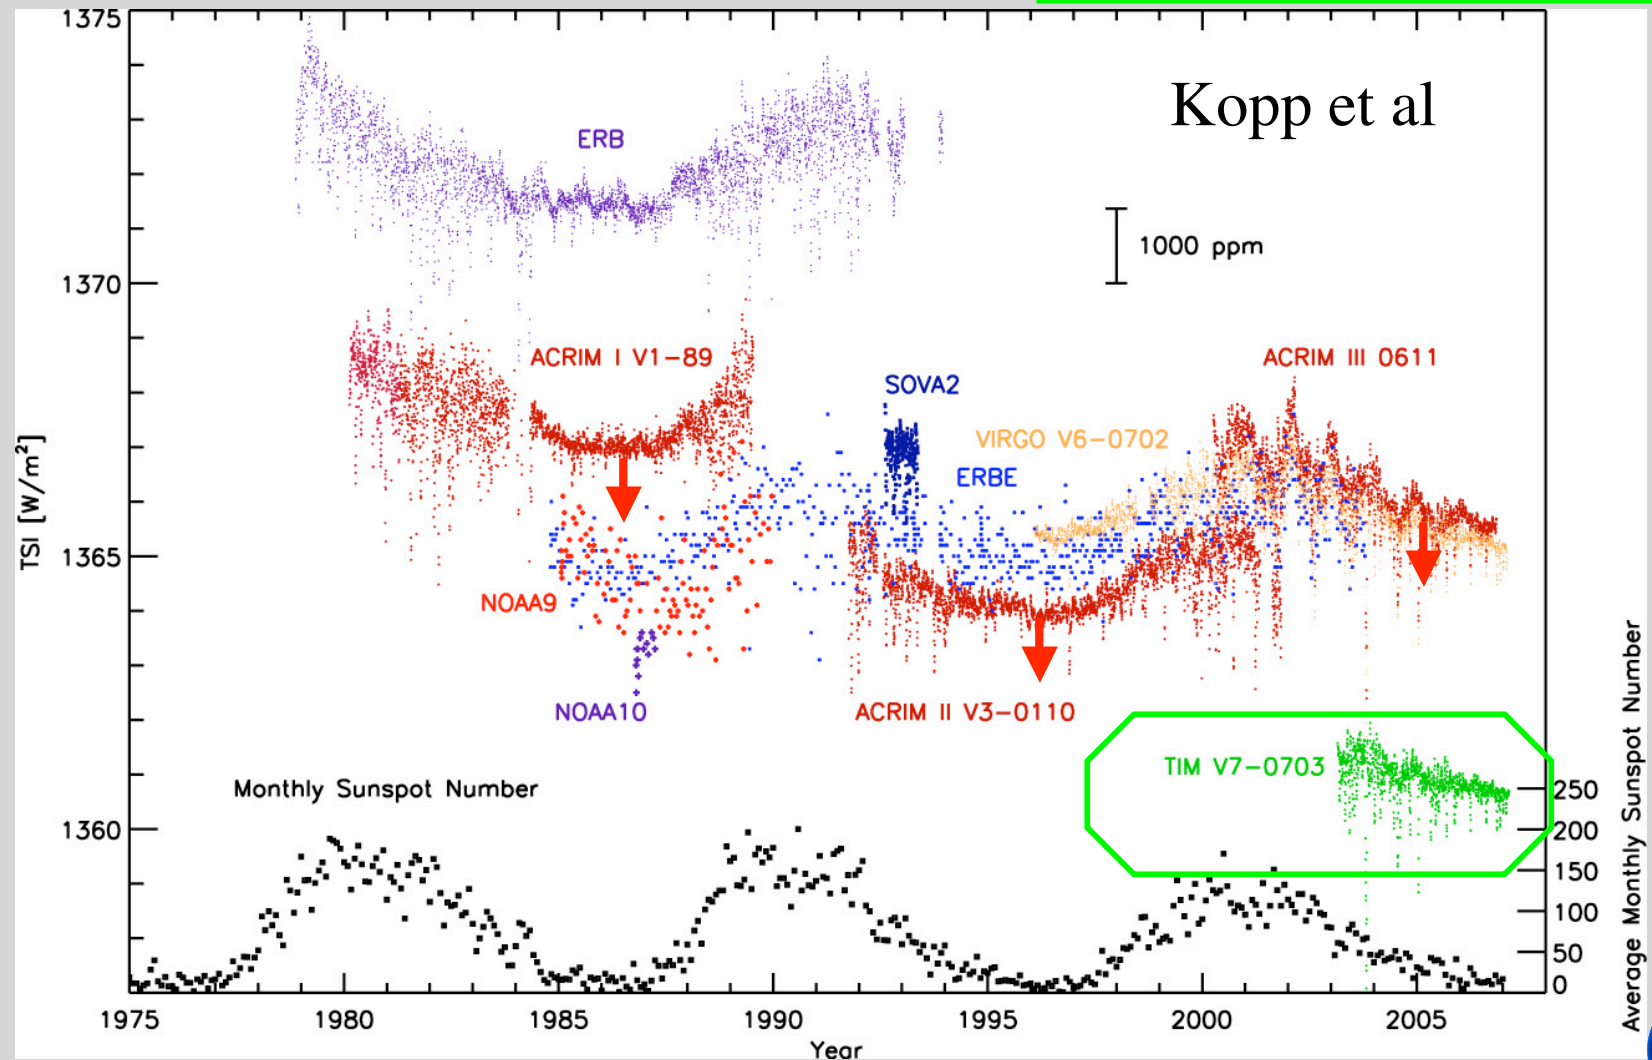 Kopp et al
ERB
1000 ppm
ACRIM I V1-89
ACRIM III 0611
SOVA2
VIRGO V6-0702
ERBE
NOAA9
NOAA10
ACRIM II V3-0110
TIM V7-0703
Monthly Sunspot Number
TSI [W/m²]
1375
1370
1365
1360
250
200
150
100
50
0
Average Monthly Sunspot Number
1975 1980 1985 1990 1995 2000 2005
Year